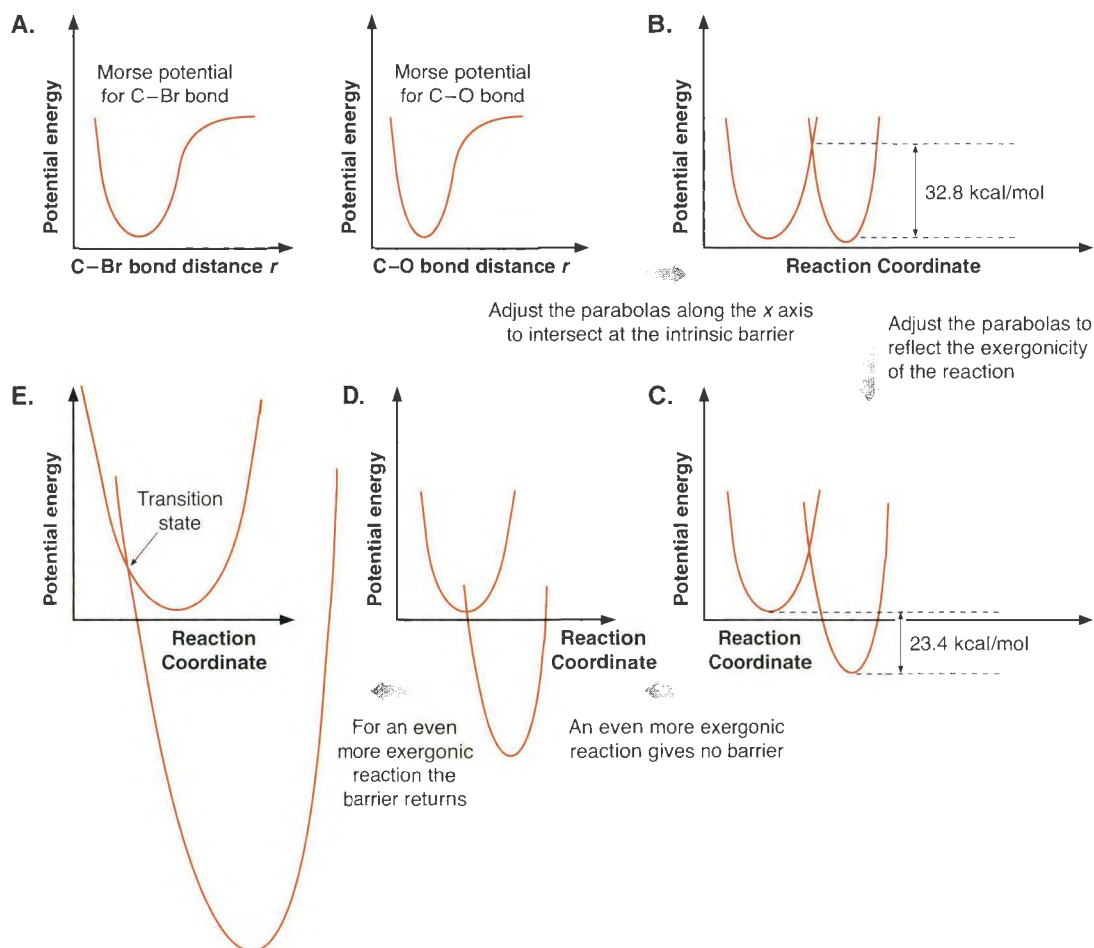 A.
Potential energy
Morse potential
for C–Br bond
C–Br bond distance r
Potential energy
Morse potential
for C–O bond
C–O bond distance r
B.
Potential energy
32.8 kcal/mol
Reaction Coordinate
Adjust the parabolas along the x axis
to intersect at the intrinsic barrier
Adjust the parabolas to
reflect the exergonicity
of the reaction
E.
Potential energy
Transition
state
Reaction
Coordinate
D.
Potential energy
Reaction
Coordinate
C.
Potential energy
Reaction
Coordinate
23.4 kcal/mol
For an even
more exergonic
reaction the
barrier returns
An even more exergonic
reaction gives no barrier